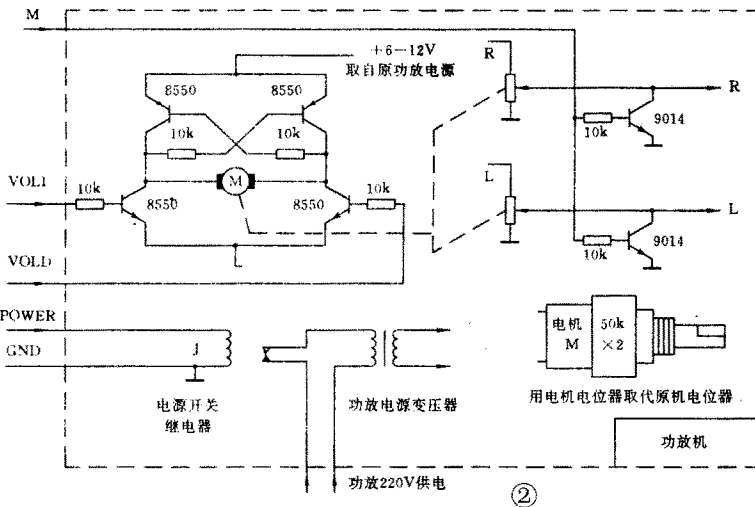 M
+6—12V
取自原功放电源
R
8550
8550
R
10k
10k
10k
9014
VOLI
10k
M
10k
L
8550
8550
L
VOLD
10k
9014
POWER
GND
J
电机
M
50k
×2
电源开关
继电器
功放电源变压器
用电机电位器取代原机电位器
功放机
功放220V供电
②